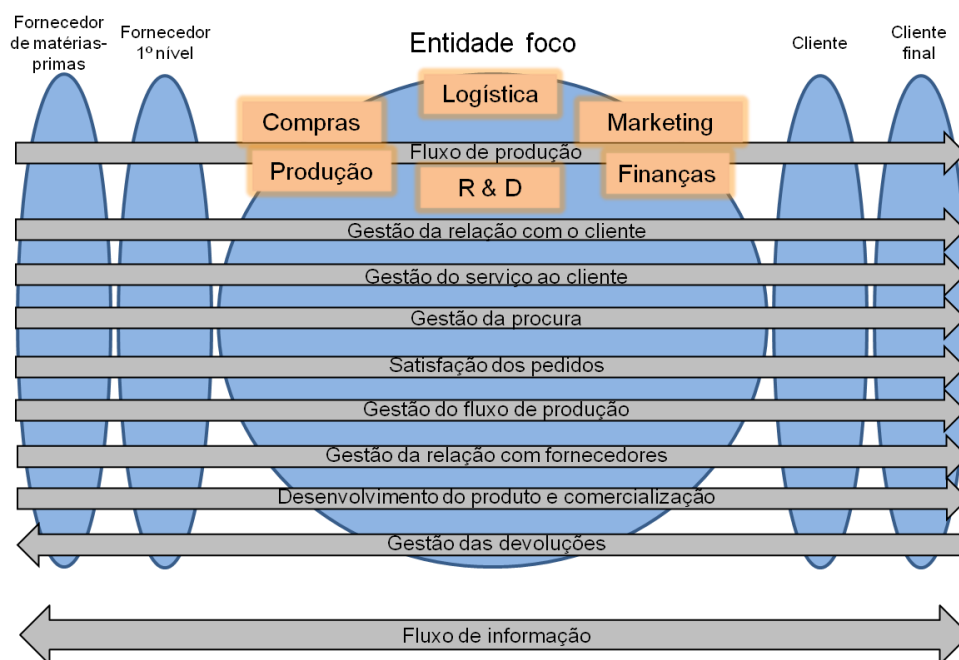 Fornecedor
de matérias-
primas
Fornecedor
1º nível
Entidade foco
Cliente
Cliente
final
Logística
Compras
Marketing
Fluxo de produção
Produção
R & D
Finanças
Gestão da relação com o cliente
Gestão do serviço ao cliente
Gestão da procura
Satisfação dos pedidos
Gestão do fluxo de produção
Gestão da relação com fornecedores
Desenvolvimento do produto e comercialização
Gestão das devoluções
Fluxo de informação